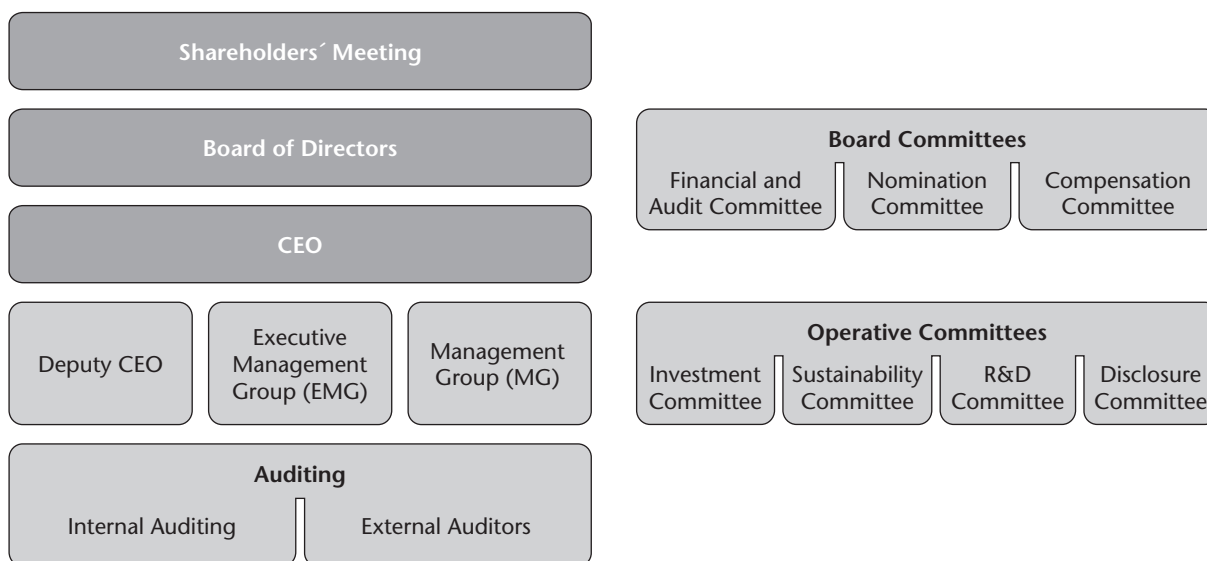 Shareholders´ Meeting
Board of Directors
CEO
Deputy CEO
Executive
Management
Group (EMG)
Management
Group (MG)
Auditing
Internal Auditing
External Auditors
Board Committees
Financial and
Audit Committee
Nomination
Committee
Compensation
Committee
Operative Committees
Investment
Committee
Sustainability
Committee
R&D
Committee
Disclosure
Committee